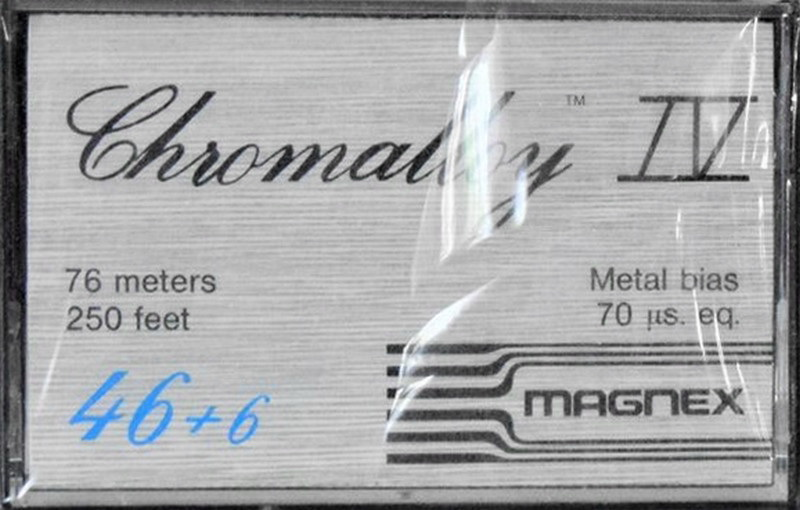 Chromalloy™ IV
76 meters
250 feet
Metal bias
70 µs. eq.
46+6
MAGNEX